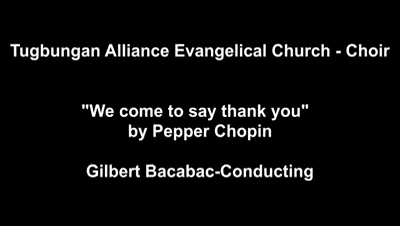 Tugbungan Alliance Evangelical Church - Choir
"We come to say thank you"
by Pepper Chopin
Gilbert Bacabac-Conducting